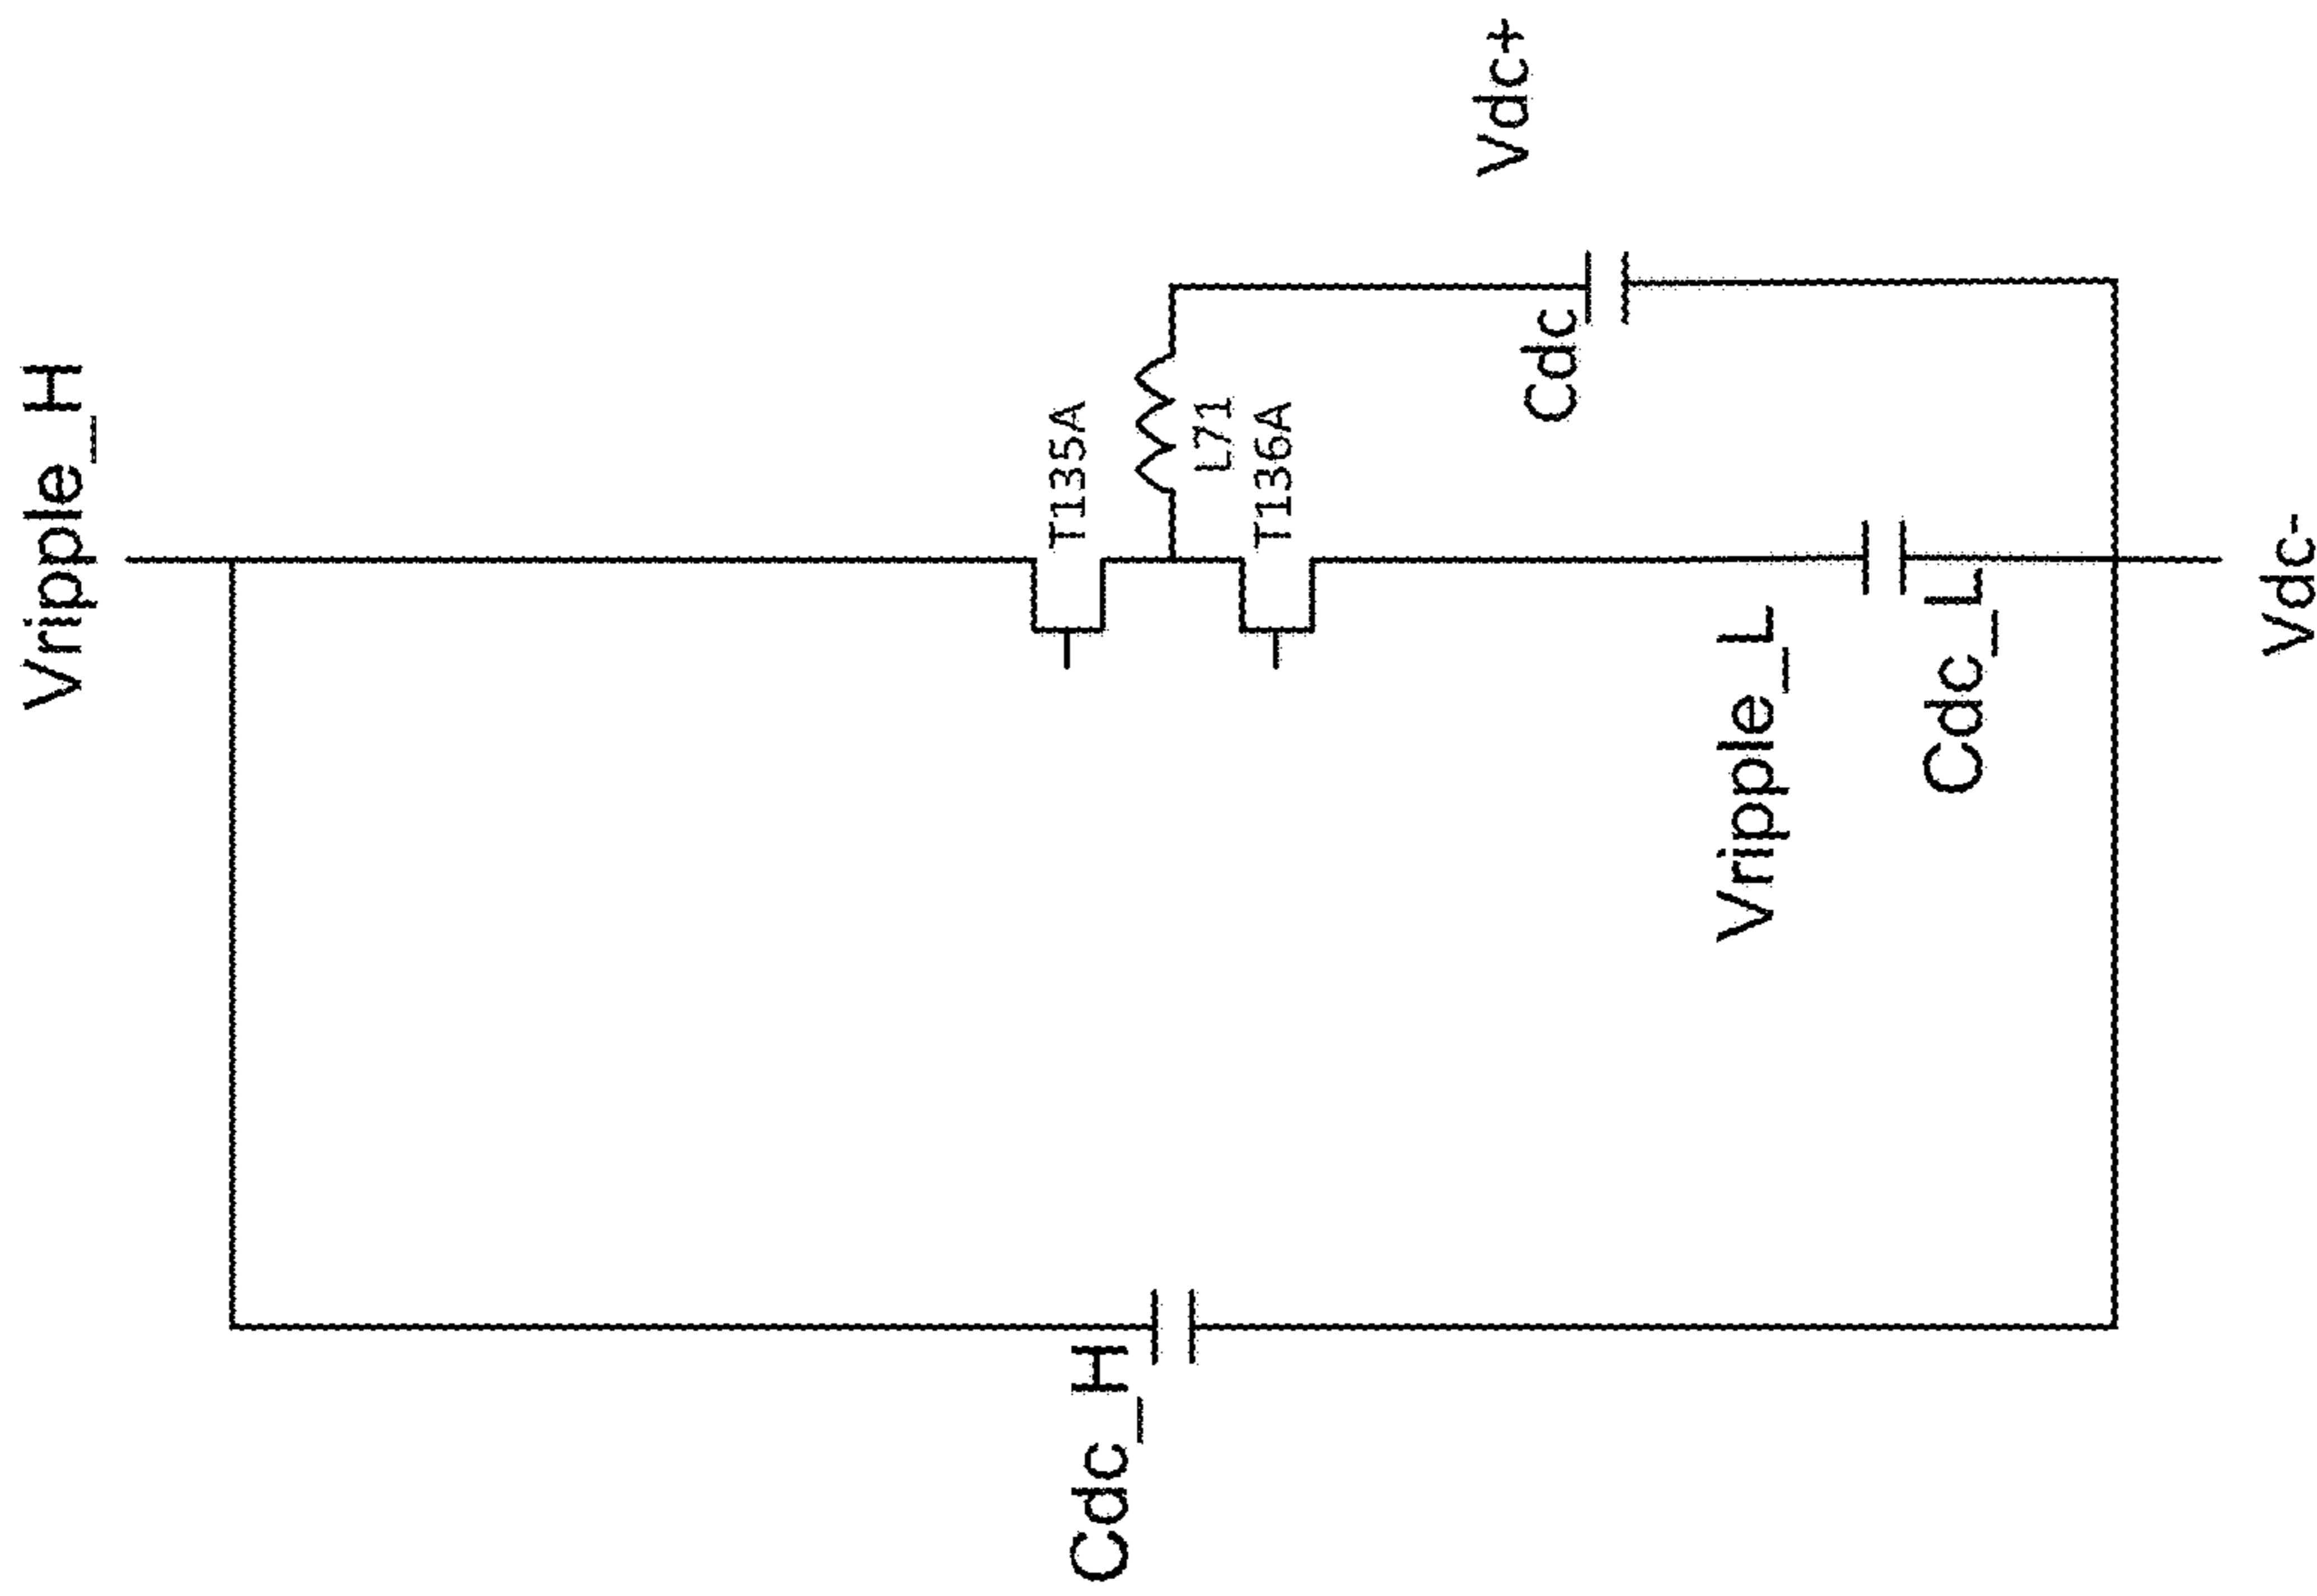 Vripple_H
Vdc+
T135A
L71
T136A
Cdc
Vripple_L
Cdc_L
Vdc-
Cdc_H